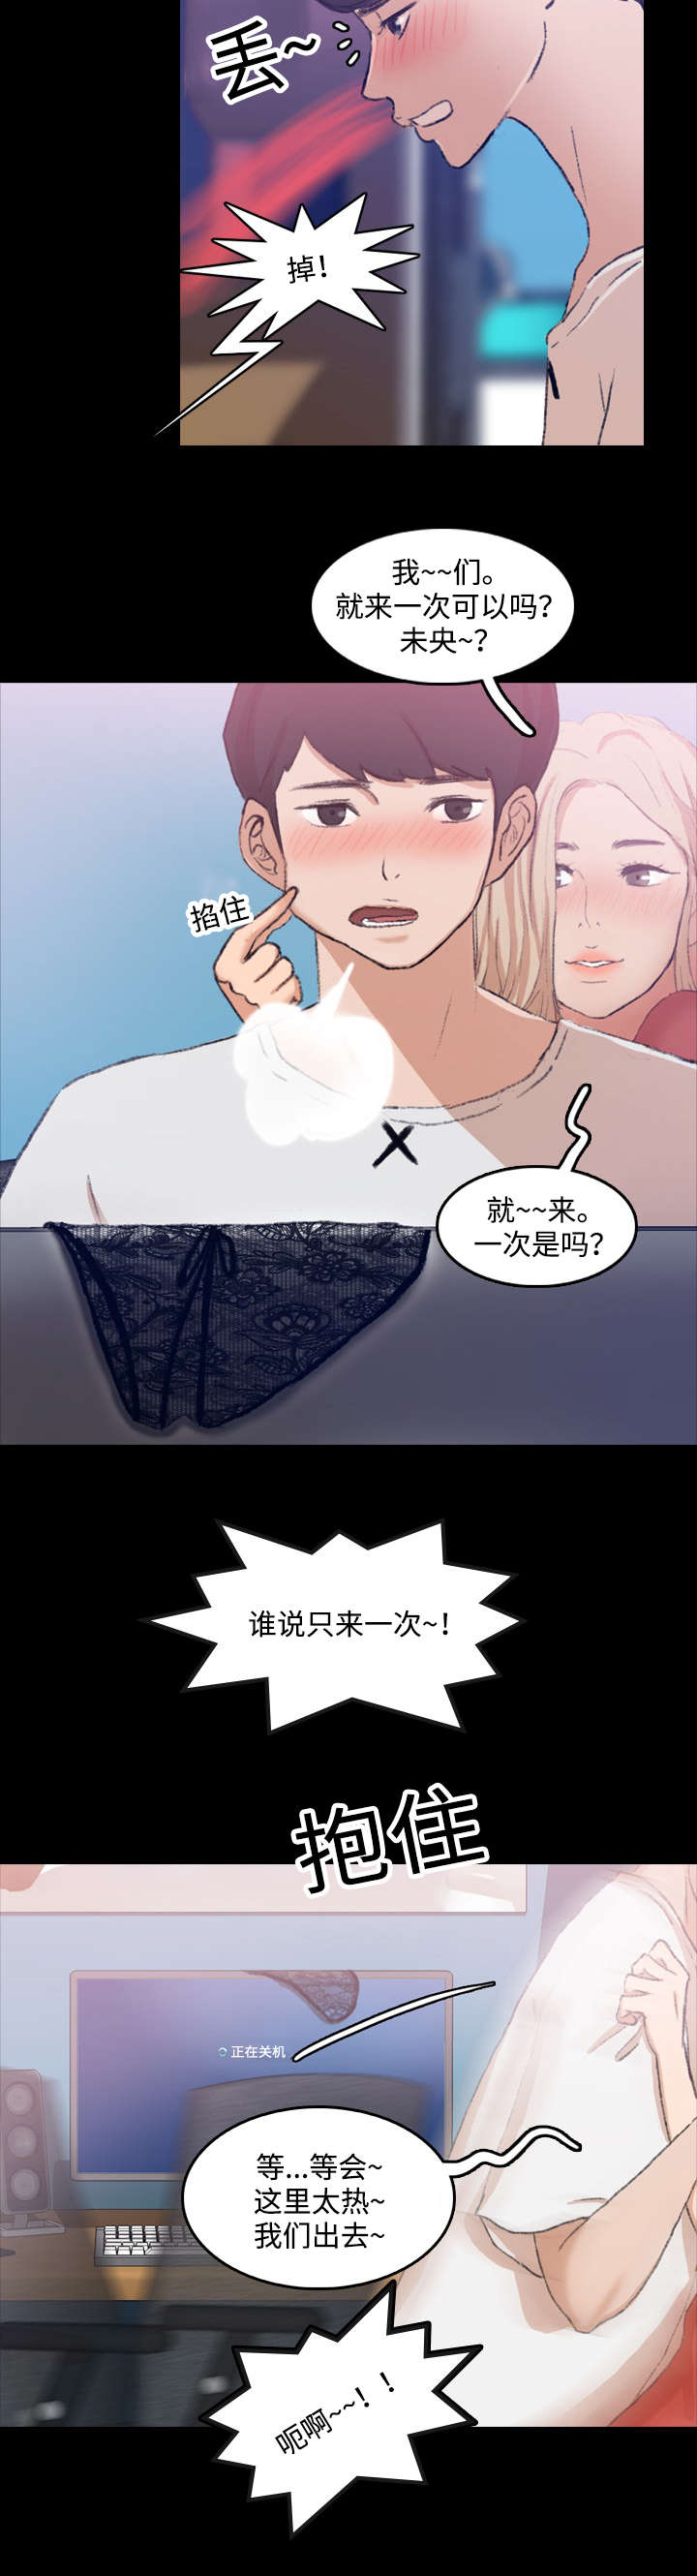 丢~
掉！
我~~们。
就来一次可以吗？
未央~？
掐住
就~~来。
一次是吗？
谁说只来一次~！
抱住
正在关机
等...等会~
这里太热~
我们出去~
呃啊~~！！